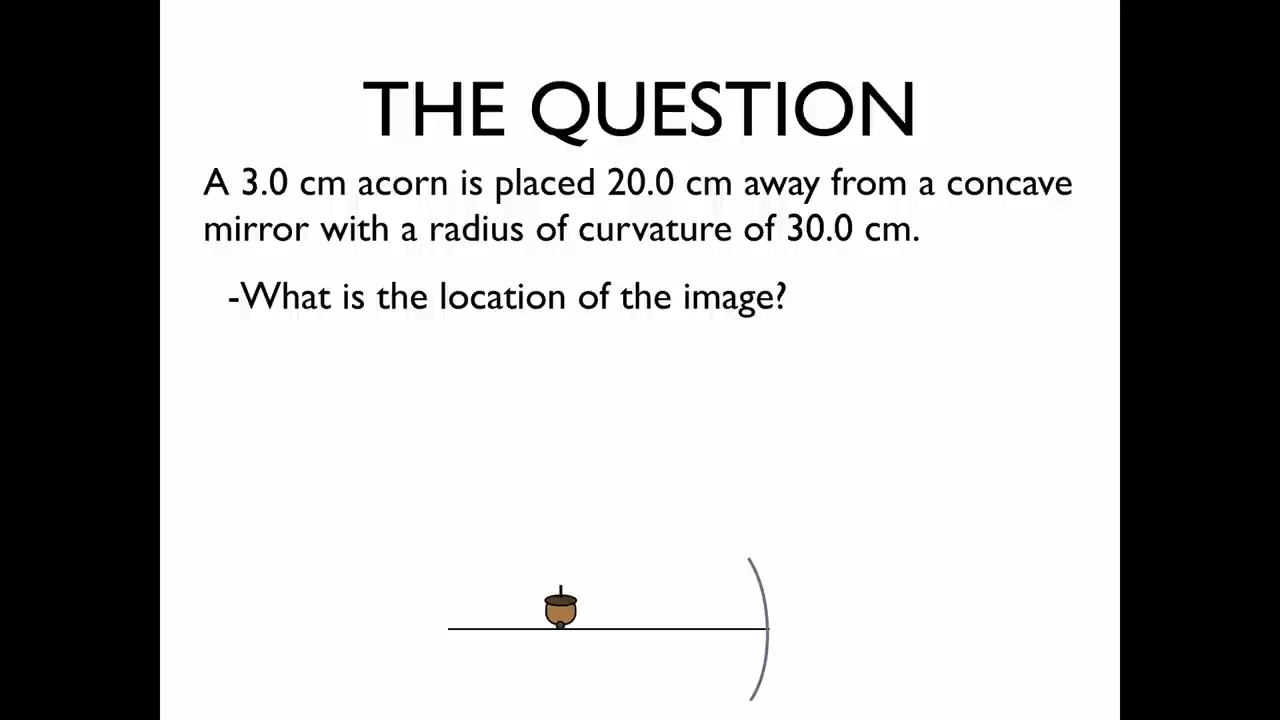 THE QUESTION
A 3.0 cm acorn is placed 20.0 cm away from a concave
mirror with a radius of curvature of 30.0 cm.
-What is the location of the image?